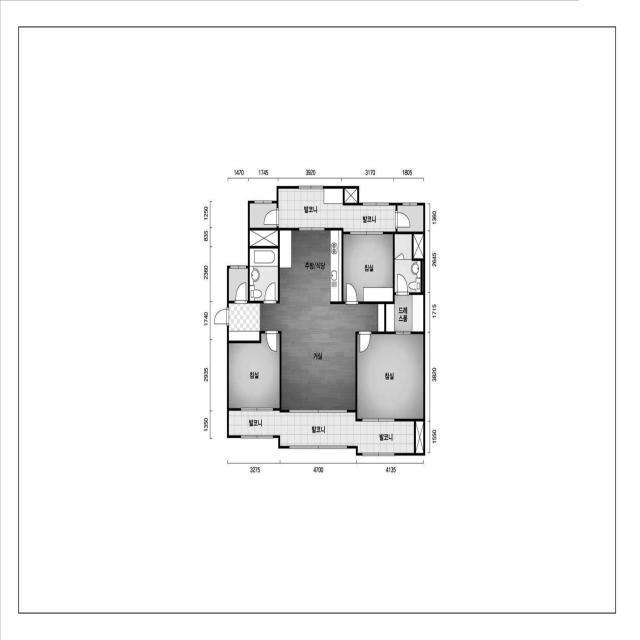 1470 1745 3920 3170 1805
1250
835
2360
1740
2935
1350
1360
2645
1715
3820
1550
발코니
발코니
주방/식당
침실
드레
스룸
거실
침실
침실
발코니
발코니
발코니
3275 4700 4135